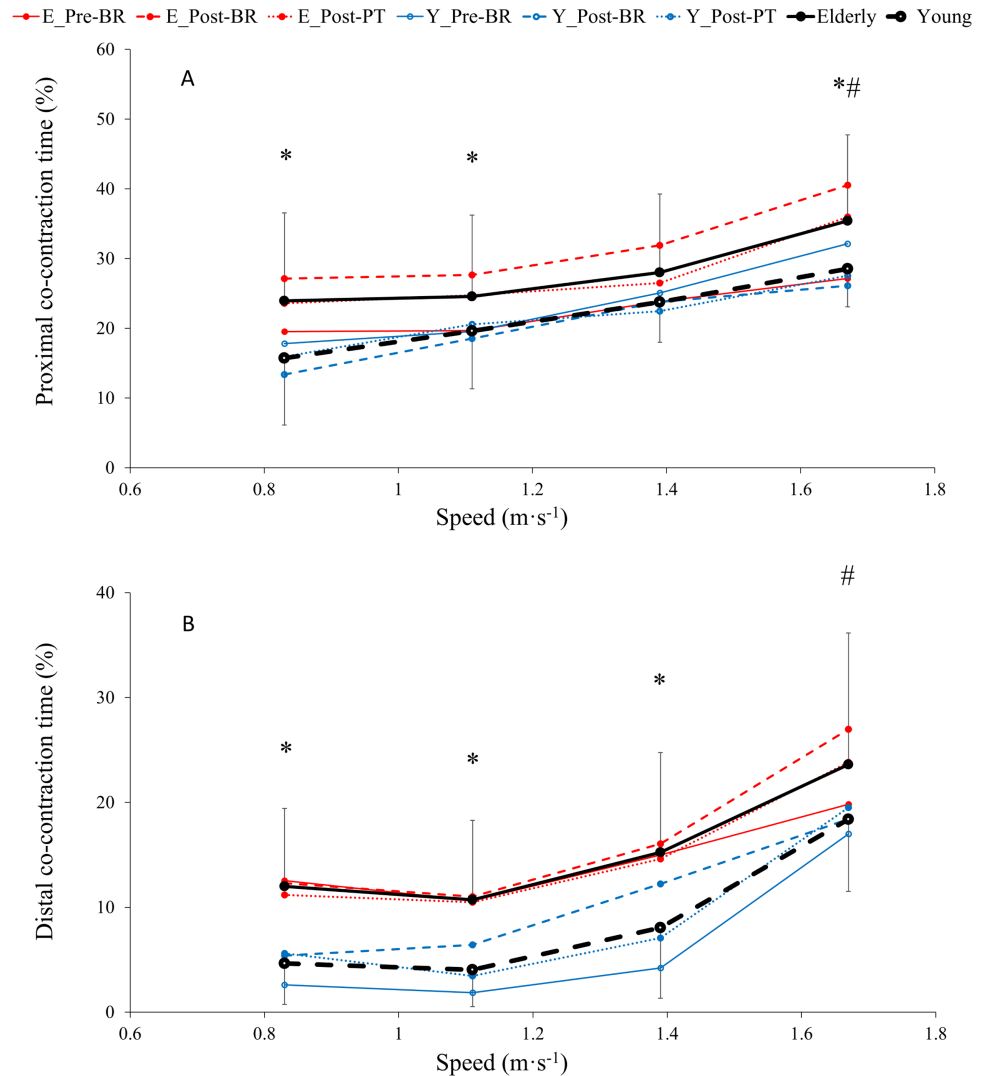 E_Pre-BR E_Post-BR E_Post-PT Y_Pre-BR Y_Post-BR Y_Post-PT Elderly Young
Proximal co-contraction time (%)
60
50
40
30
20
10
0
A
*
*
*#
0.6 0.8 1 1.2 1.4 1.6 1.8
Speed (m·s-1)
Distal co-contraction time (%)
40
30
20
10
0
B
*
*
*
#
0.6 0.8 1 1.2 1.4 1.6 1.8
Speed (m·s-1)